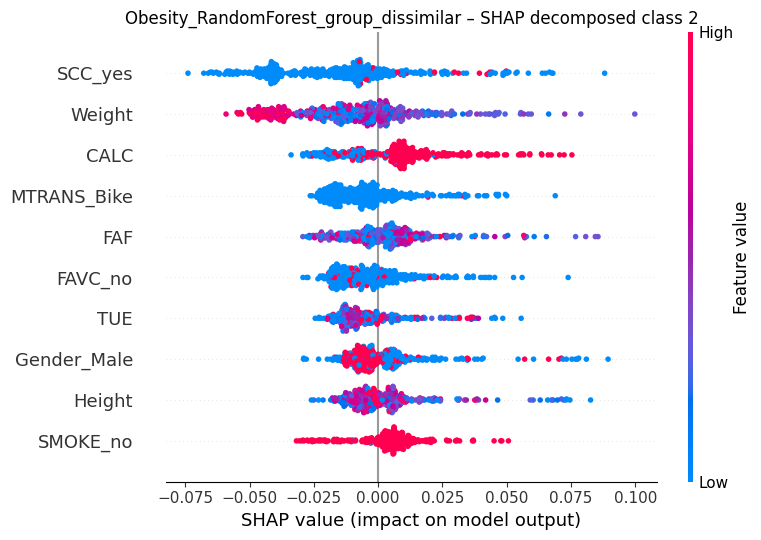 Obesity_RandomForest_group_dissimilar – SHAP decomposed class 2
High
SCC_yes
Weight
CALC
MTRANS_Bike
FAF
FAVC_no
TUE
Gender_Male
Height
SMOKE_no
Feature value
Low
−0.075 −0.050 −0.025 0.000 0.025 0.050 0.075 0.100
SHAP value (impact on model output)